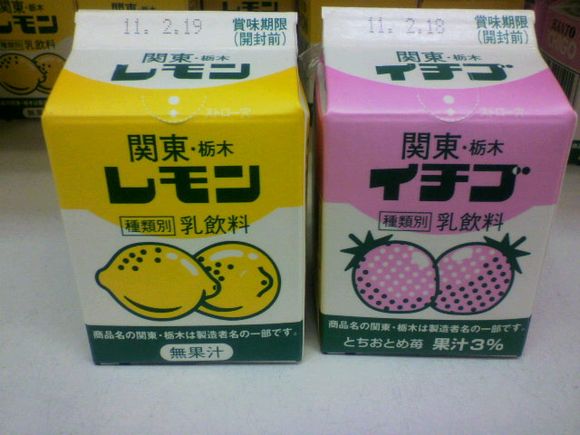 11. 2.19
賞味期限
(開封前)
関東・栃木
レモン
ストロー穴
関東・栃木
レモン
種類別 乳飲料
商品名の関東・栃木は製造者名の一部です。
無果汁
11. 2.18
賞味期限
(開封前)
関東・栃木
イチゴ
関東・栃木
イチゴ
種類別 乳飲料
商品名の関東・栃木は製造者名の一部です。
とちおとめ苺 果汁3%